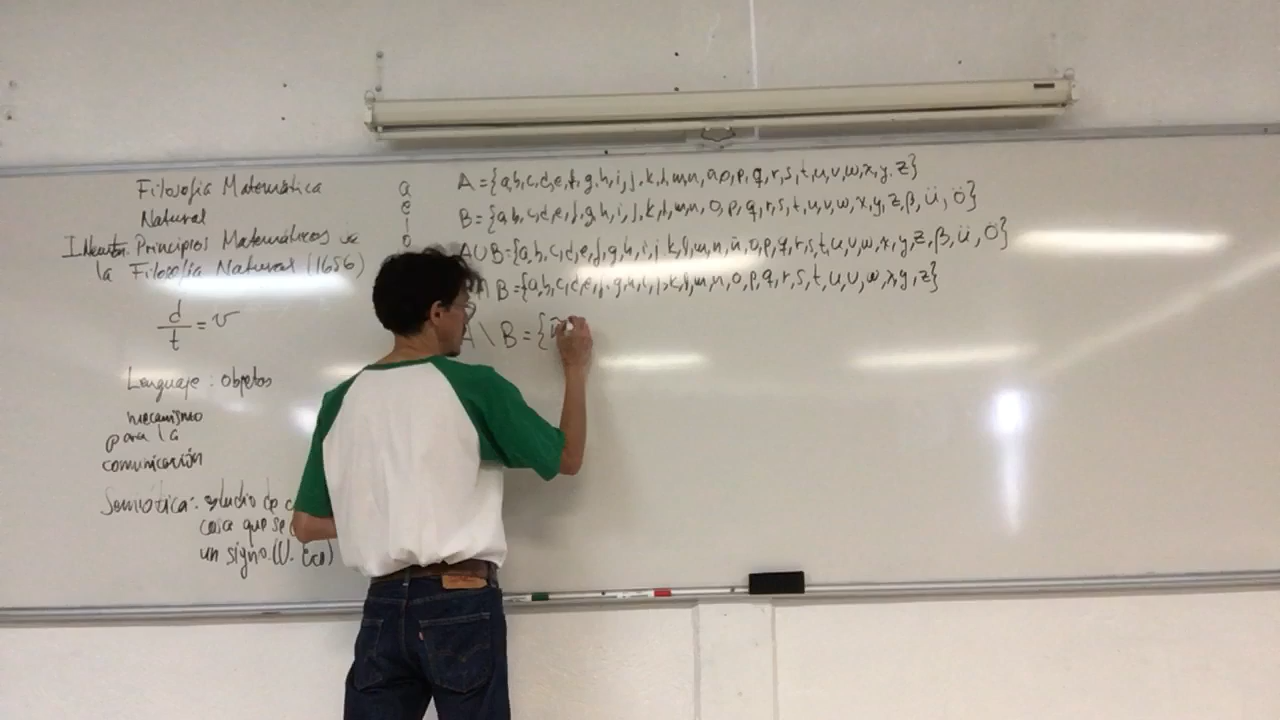 Filosofía Matemática
Natural
I. Newton. Principios Matemáticos de
la Filosofía Natural (1656)
d
t
= v
Lenguaje : objetos
mecanismo
para la
comunicación
Semiótica: estudio de
cosa que se
un signo. (U. Eco)
a
e
i
o
A = {a,b,c,d,e,f,g,h,i,j,k,l,m,n,ñ,o,p,q,r,s,t,u,v,w,x,y,z}
B = {a,b,c,d,e,f,g,h,i,j,k,l,m,n,o,p,q,r,s,t,u,v,w,x,y,z,β,ü,ö}
A∪B={a,b,c,d,e,f,g,h,i,j,k,l,m,n,ñ,o,p,q,r,s,t,u,v,w,x,y,z,β,ü,ö}
A∩B={a,b,c,d,e,f,g,h,i,j,k,l,m,n,o,p,q,r,s,t,u,v,w,x,y,z}
A \ B = {ñ